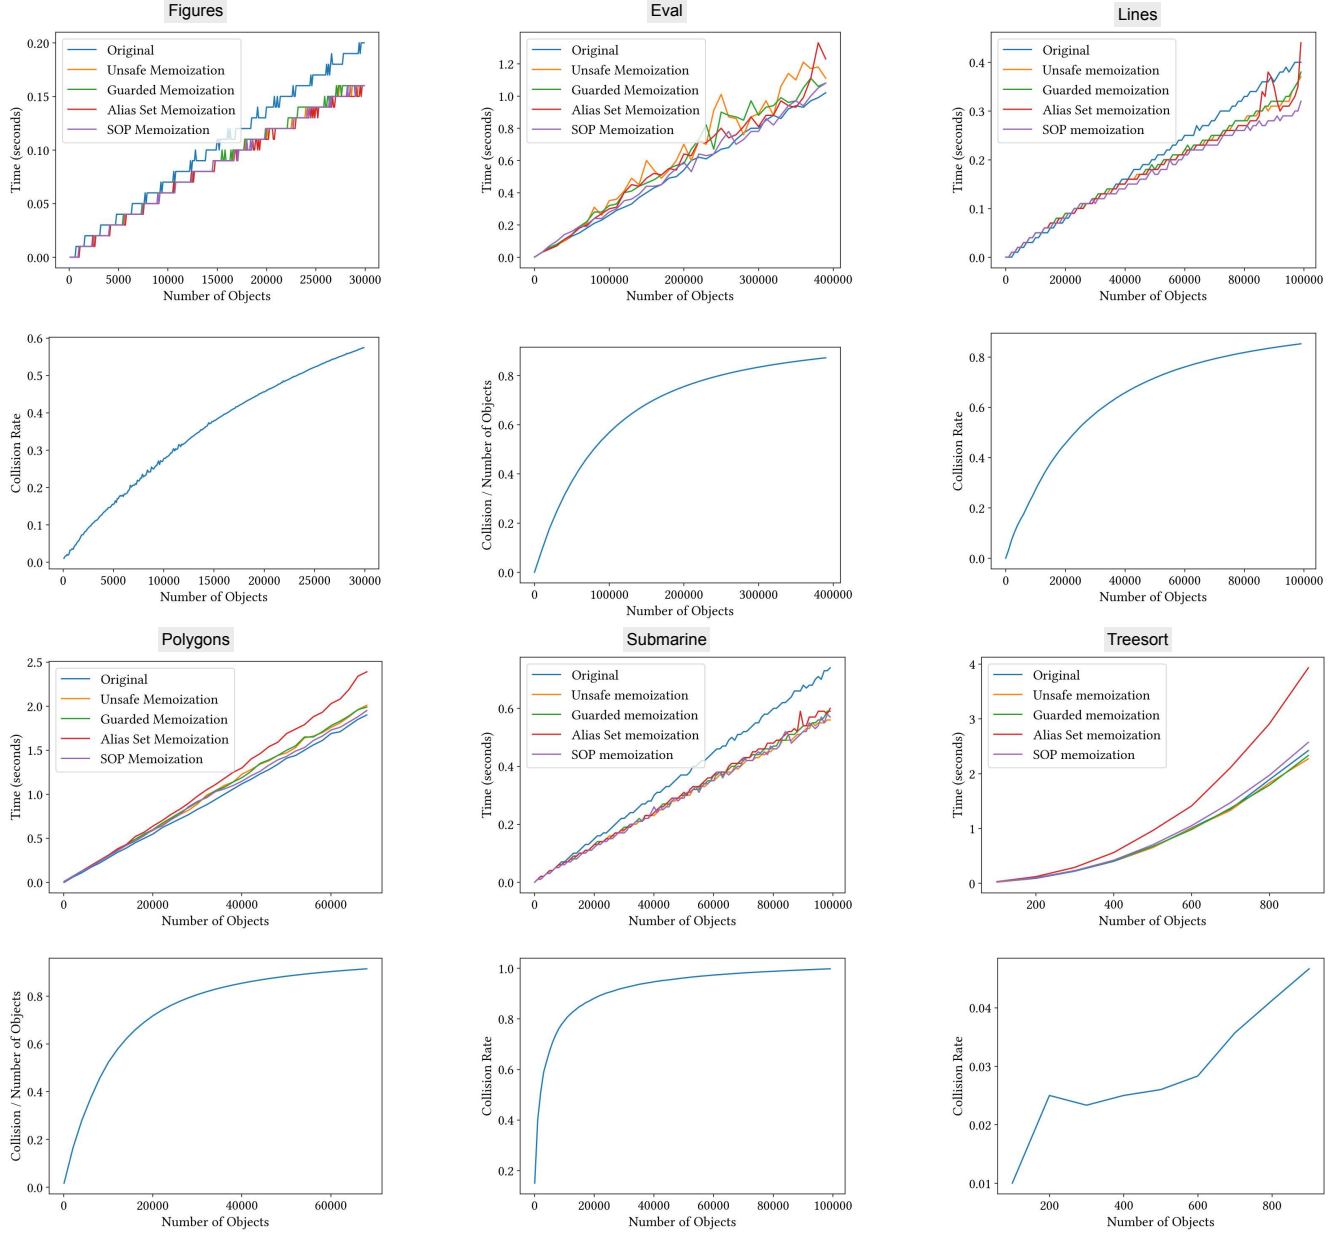 Figures
Original
Unsafe Memoization
Guarded Memoization
Alias Set Memoization
SOP Memoization
Time (seconds)
0.20
0.15
0.10
0.05
0.00
0 5000 10000 15000 20000 25000 30000
Number of Objects
Eval
Original
Unsafe Memoization
Guarded Memoization
Alias Set Memoization
SOP Memoization
Time (seconds)
1.2
1.0
0.8
0.6
0.4
0.2
0.0
0 100000 200000 300000 400000
Number of Objects
Lines
Original
Unsafe memoization
Guarded memoization
Alias Set memoization
SOP memoization
Time (seconds)
0.4
0.3
0.2
0.1
0.0
0 20000 40000 60000 80000 100000
Number of Objects
Collision Rate
0.6
0.5
0.4
0.3
0.2
0.1
0.0
0 5000 10000 15000 20000 25000 30000
Number of Objects
Collision / Number of Objects
0.8
0.6
0.4
0.2
0.0
0 100000 200000 300000 400000
Number of Objects
Collision Rate
0.8
0.6
0.4
0.2
0.0
0 20000 40000 60000 80000 100000
Number of Objects
Polygons
Original
Unsafe Memoization
Guarded Memoization
Alias Set Memoization
SOP Memoization
Time (seconds)
2.5
2.0
1.5
1.0
0.5
0.0
0 20000 40000 60000
Number of Objects
Submarine
Original
Unsafe memoization
Guarded memoization
Alias Set memoization
SOP memoization
Time (seconds)
0.6
0.4
0.2
0.0
0 20000 40000 60000 80000 100000
Number of Objects
Treesort
Original
Unsafe memoization
Guarded memoization
Alias Set memoization
SOP memoization
Time (seconds)
4
3
2
1
0
200 400 600 800
Number of Objects
Collision / Number of Objects
0.8
0.6
0.4
0.2
0.0
0 20000 40000 60000
Number of Objects
Collision Rate
1.0
0.8
0.6
0.4
0.2
0 20000 40000 60000 80000 100000
Number of Objects
Collision Rate
0.04
0.03
0.02
0.01
200 400 600 800
Number of Objects